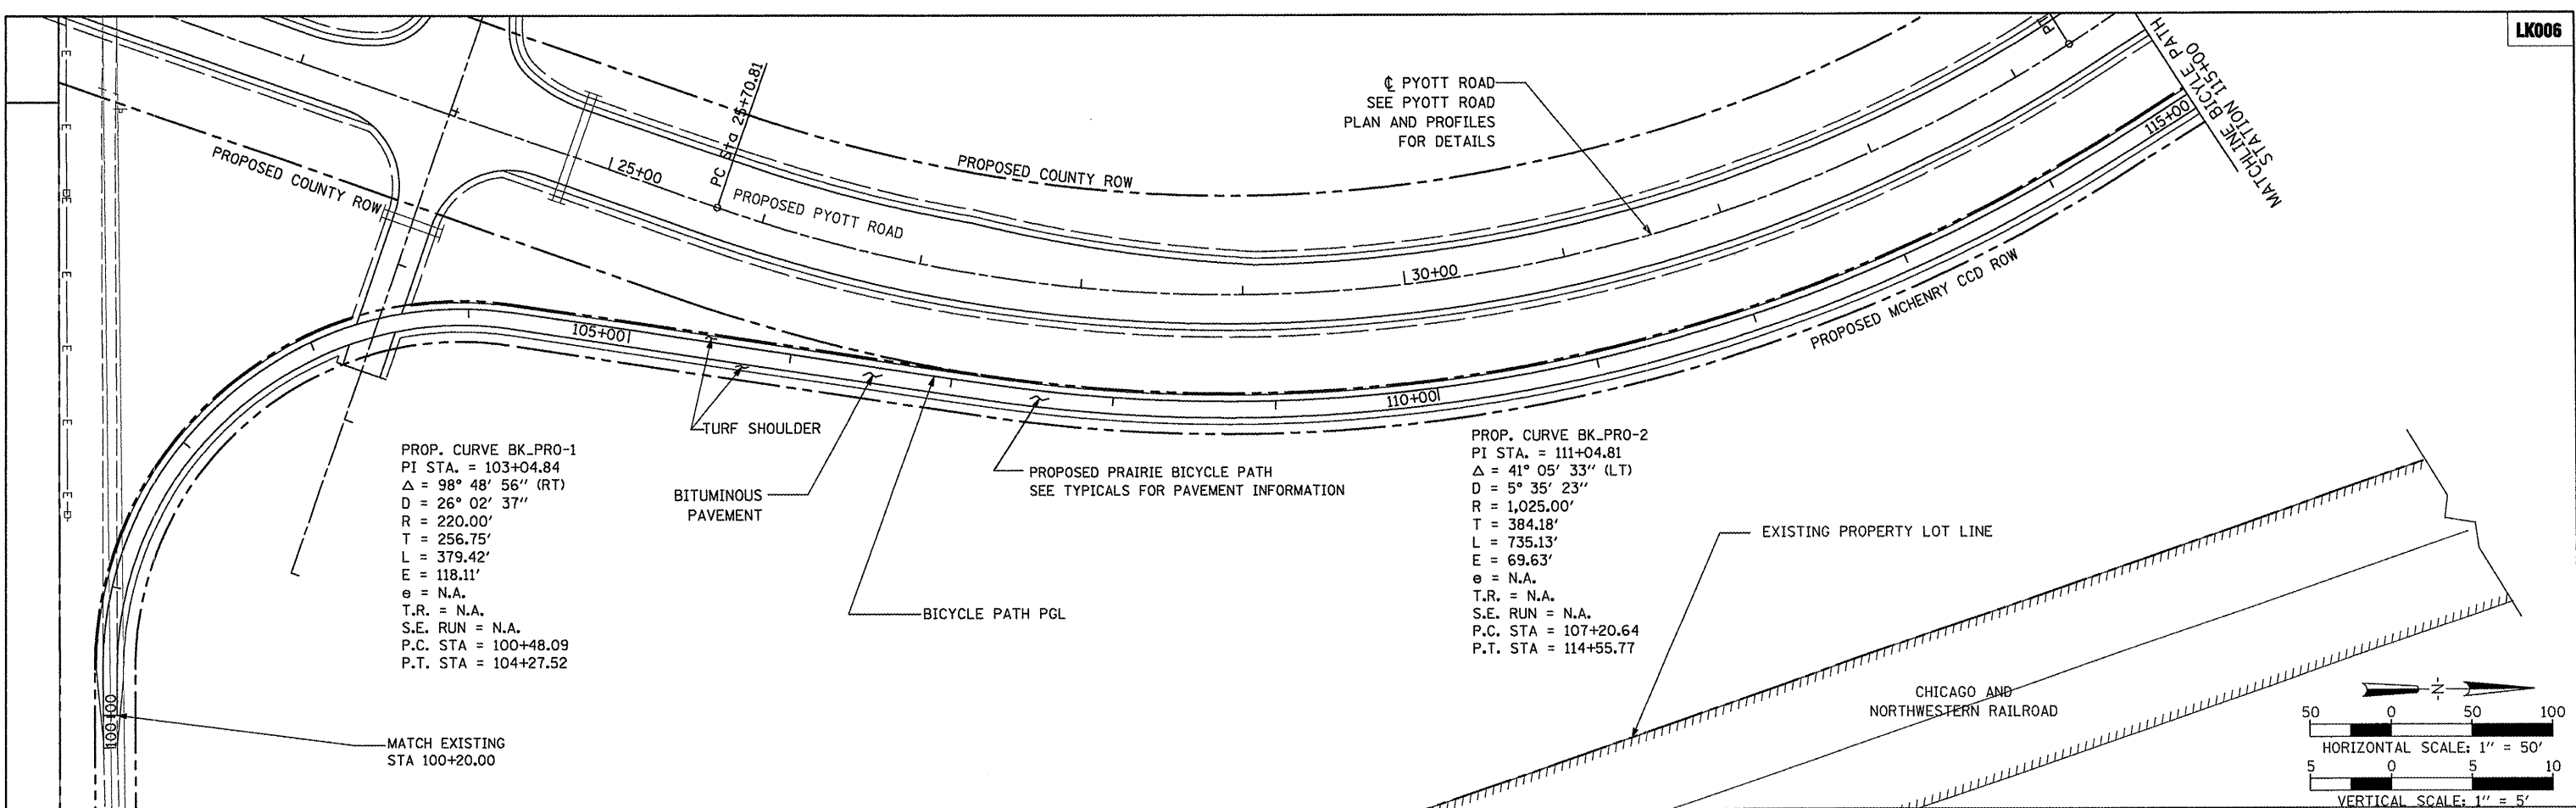 LK006
MATCHLINE BICYCLE PATH
STATION 115+00
115+00
℄ PYOTT ROAD
SEE PYOTT ROAD
PLAN AND PROFILES
FOR DETAILS
PC Sta 25+70.81
25+00
PROPOSED COUNTY ROW
PROPOSED COUNTY ROW
PROPOSED PYOTT ROAD
30+00
PROPOSED MCHENRY CCD ROW
105+00
110+00
TURF SHOULDER
BITUMINOUS
PAVEMENT
PROPOSED PRAIRIE BICYCLE PATH
SEE TYPICALS FOR PAVEMENT INFORMATION
BICYCLE PATH PGL
PROP. CURVE BK_PRO-1
PI STA. = 103+04.84
Δ = 98° 48' 56'' (RT)
D = 26° 02' 37''
R = 220.00'
T = 256.75'
L = 379.42'
E = 118.11'
e = N.A.
T.R. = N.A.
S.E. RUN = N.A.
P.C. STA = 100+48.09
P.T. STA = 104+27.52
PROP. CURVE BK_PRO-2
PI STA. = 111+04.81
Δ = 41° 05' 33'' (LT)
D = 5° 35' 23''
R = 1,025.00'
T = 384.18'
L = 735.13'
E = 69.63'
e = N.A.
T.R. = N.A.
S.E. RUN = N.A.
P.C. STA = 107+20.64
P.T. STA = 114+55.77
EXISTING PROPERTY LOT LINE
CHICAGO AND
NORTHWESTERN RAILROAD
100+00
MATCH EXISTING
STA 100+20.00
N
50 0 50 100
HORIZONTAL SCALE: 1'' = 50'
5 0 5 10
VERTICAL SCALE: 1'' = 5'